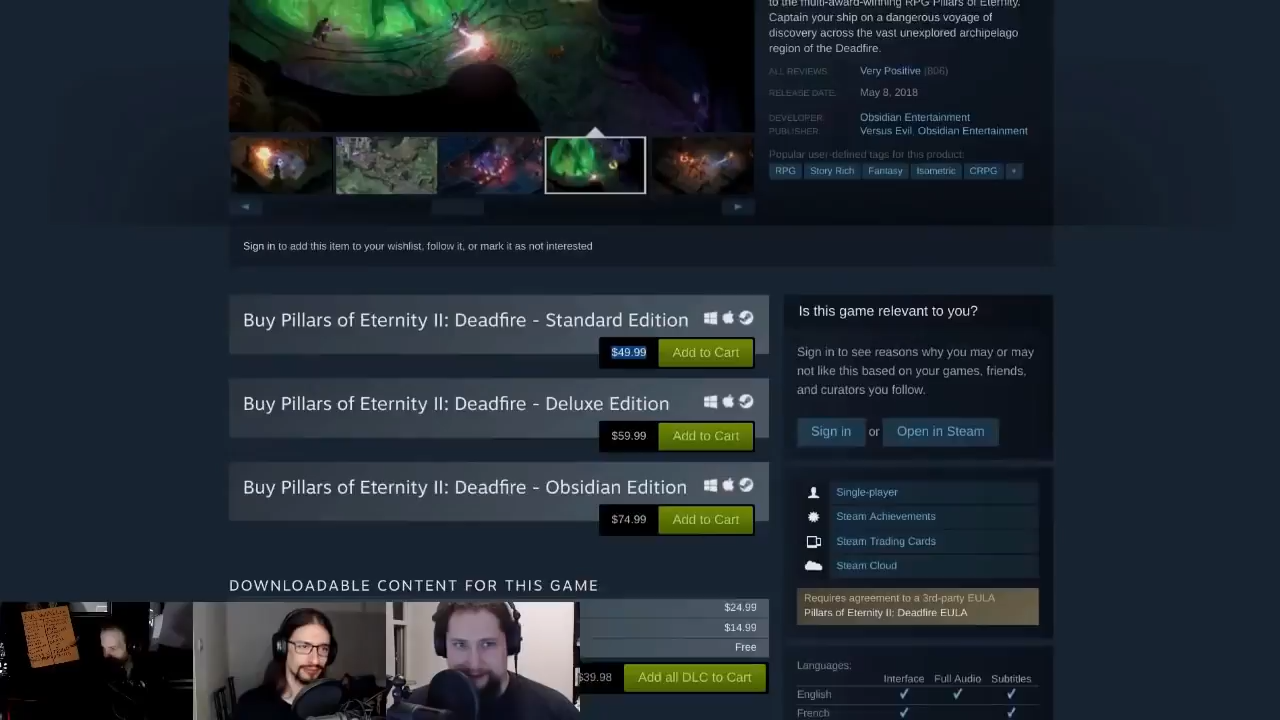 to the multi-award-winning RPG Pillars of Eternity.
Captain your ship on a dangerous voyage of
discovery across the vast unexplored archipelago
region of the Deadfire.
ALL REVIEWS: Very Positive (806)
RELEASE DATE: May 8, 2018
DEVELOPER: Obsidian Entertainment
PUBLISHER: Versus Evil, Obsidian Entertainment
Popular user-defined tags for this product:
RPG Story Rich Fantasy Isometric CRPG +
Sign in to add this item to your wishlist, follow it, or mark it as not interested
Buy Pillars of Eternity II: Deadfire - Standard Edition
$49.99 Add to Cart
Buy Pillars of Eternity II: Deadfire - Deluxe Edition
$59.99 Add to Cart
Buy Pillars of Eternity II: Deadfire - Obsidian Edition
$74.99 Add to Cart
DOWNLOADABLE CONTENT FOR THIS GAME
$24.99
$14.99
Free
$39.98 Add all DLC to Cart
Is this game relevant to you?
Sign in to see reasons why you may or may
not like this based on your games, friends,
and curators you follow.
Sign in or Open in Steam
Single-player
Steam Achievements
Steam Trading Cards
Steam Cloud
Requires agreement to a 3rd-party EULA
Pillars of Eternity II: Deadfire EULA
Languages:
Interface Full Audio Subtitles
English ✔ ✔ ✔
French ✔ ✔